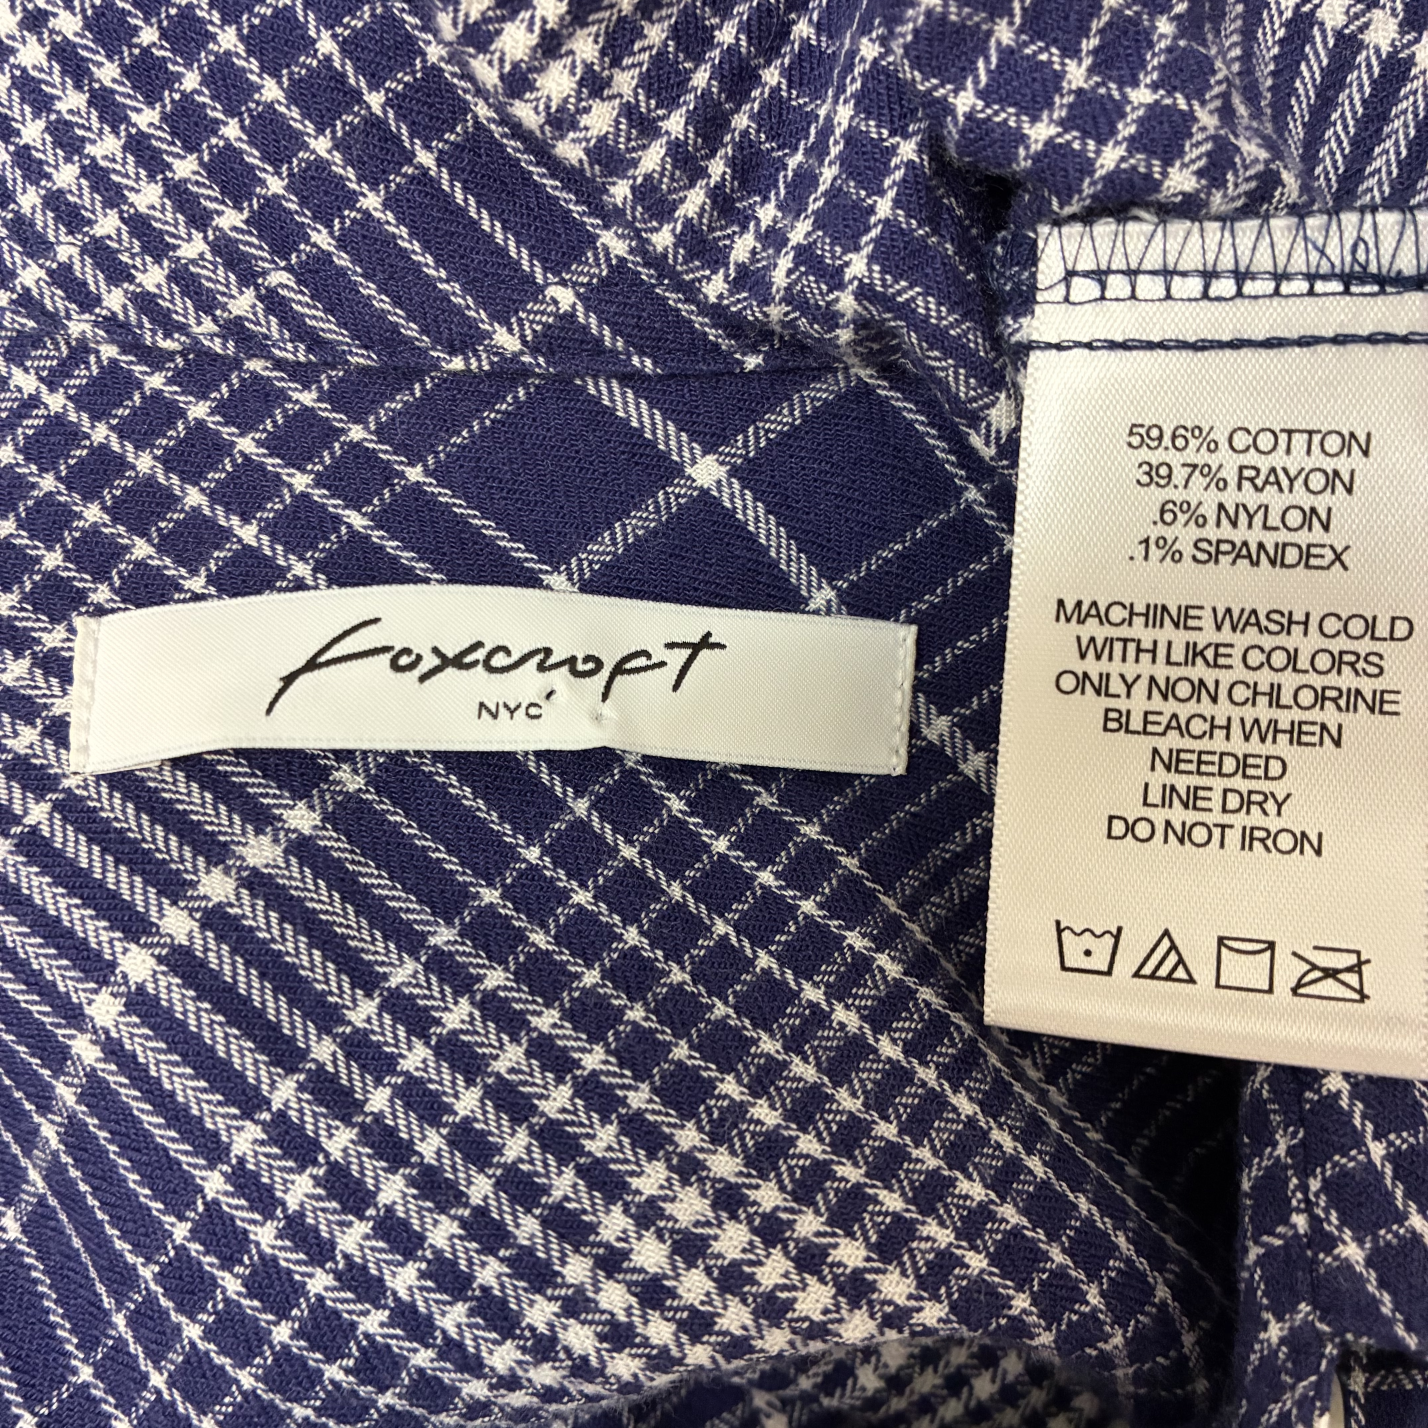 Foxcroft
NYC
59.6% COTTON
39.7% RAYON
.6% NYLON
.1% SPANDEX
MACHINE WASH COLD
WITH LIKE COLORS
ONLY NON CHLORINE
BLEACH WHEN
NEEDED
LINE DRY
DO NOT IRON